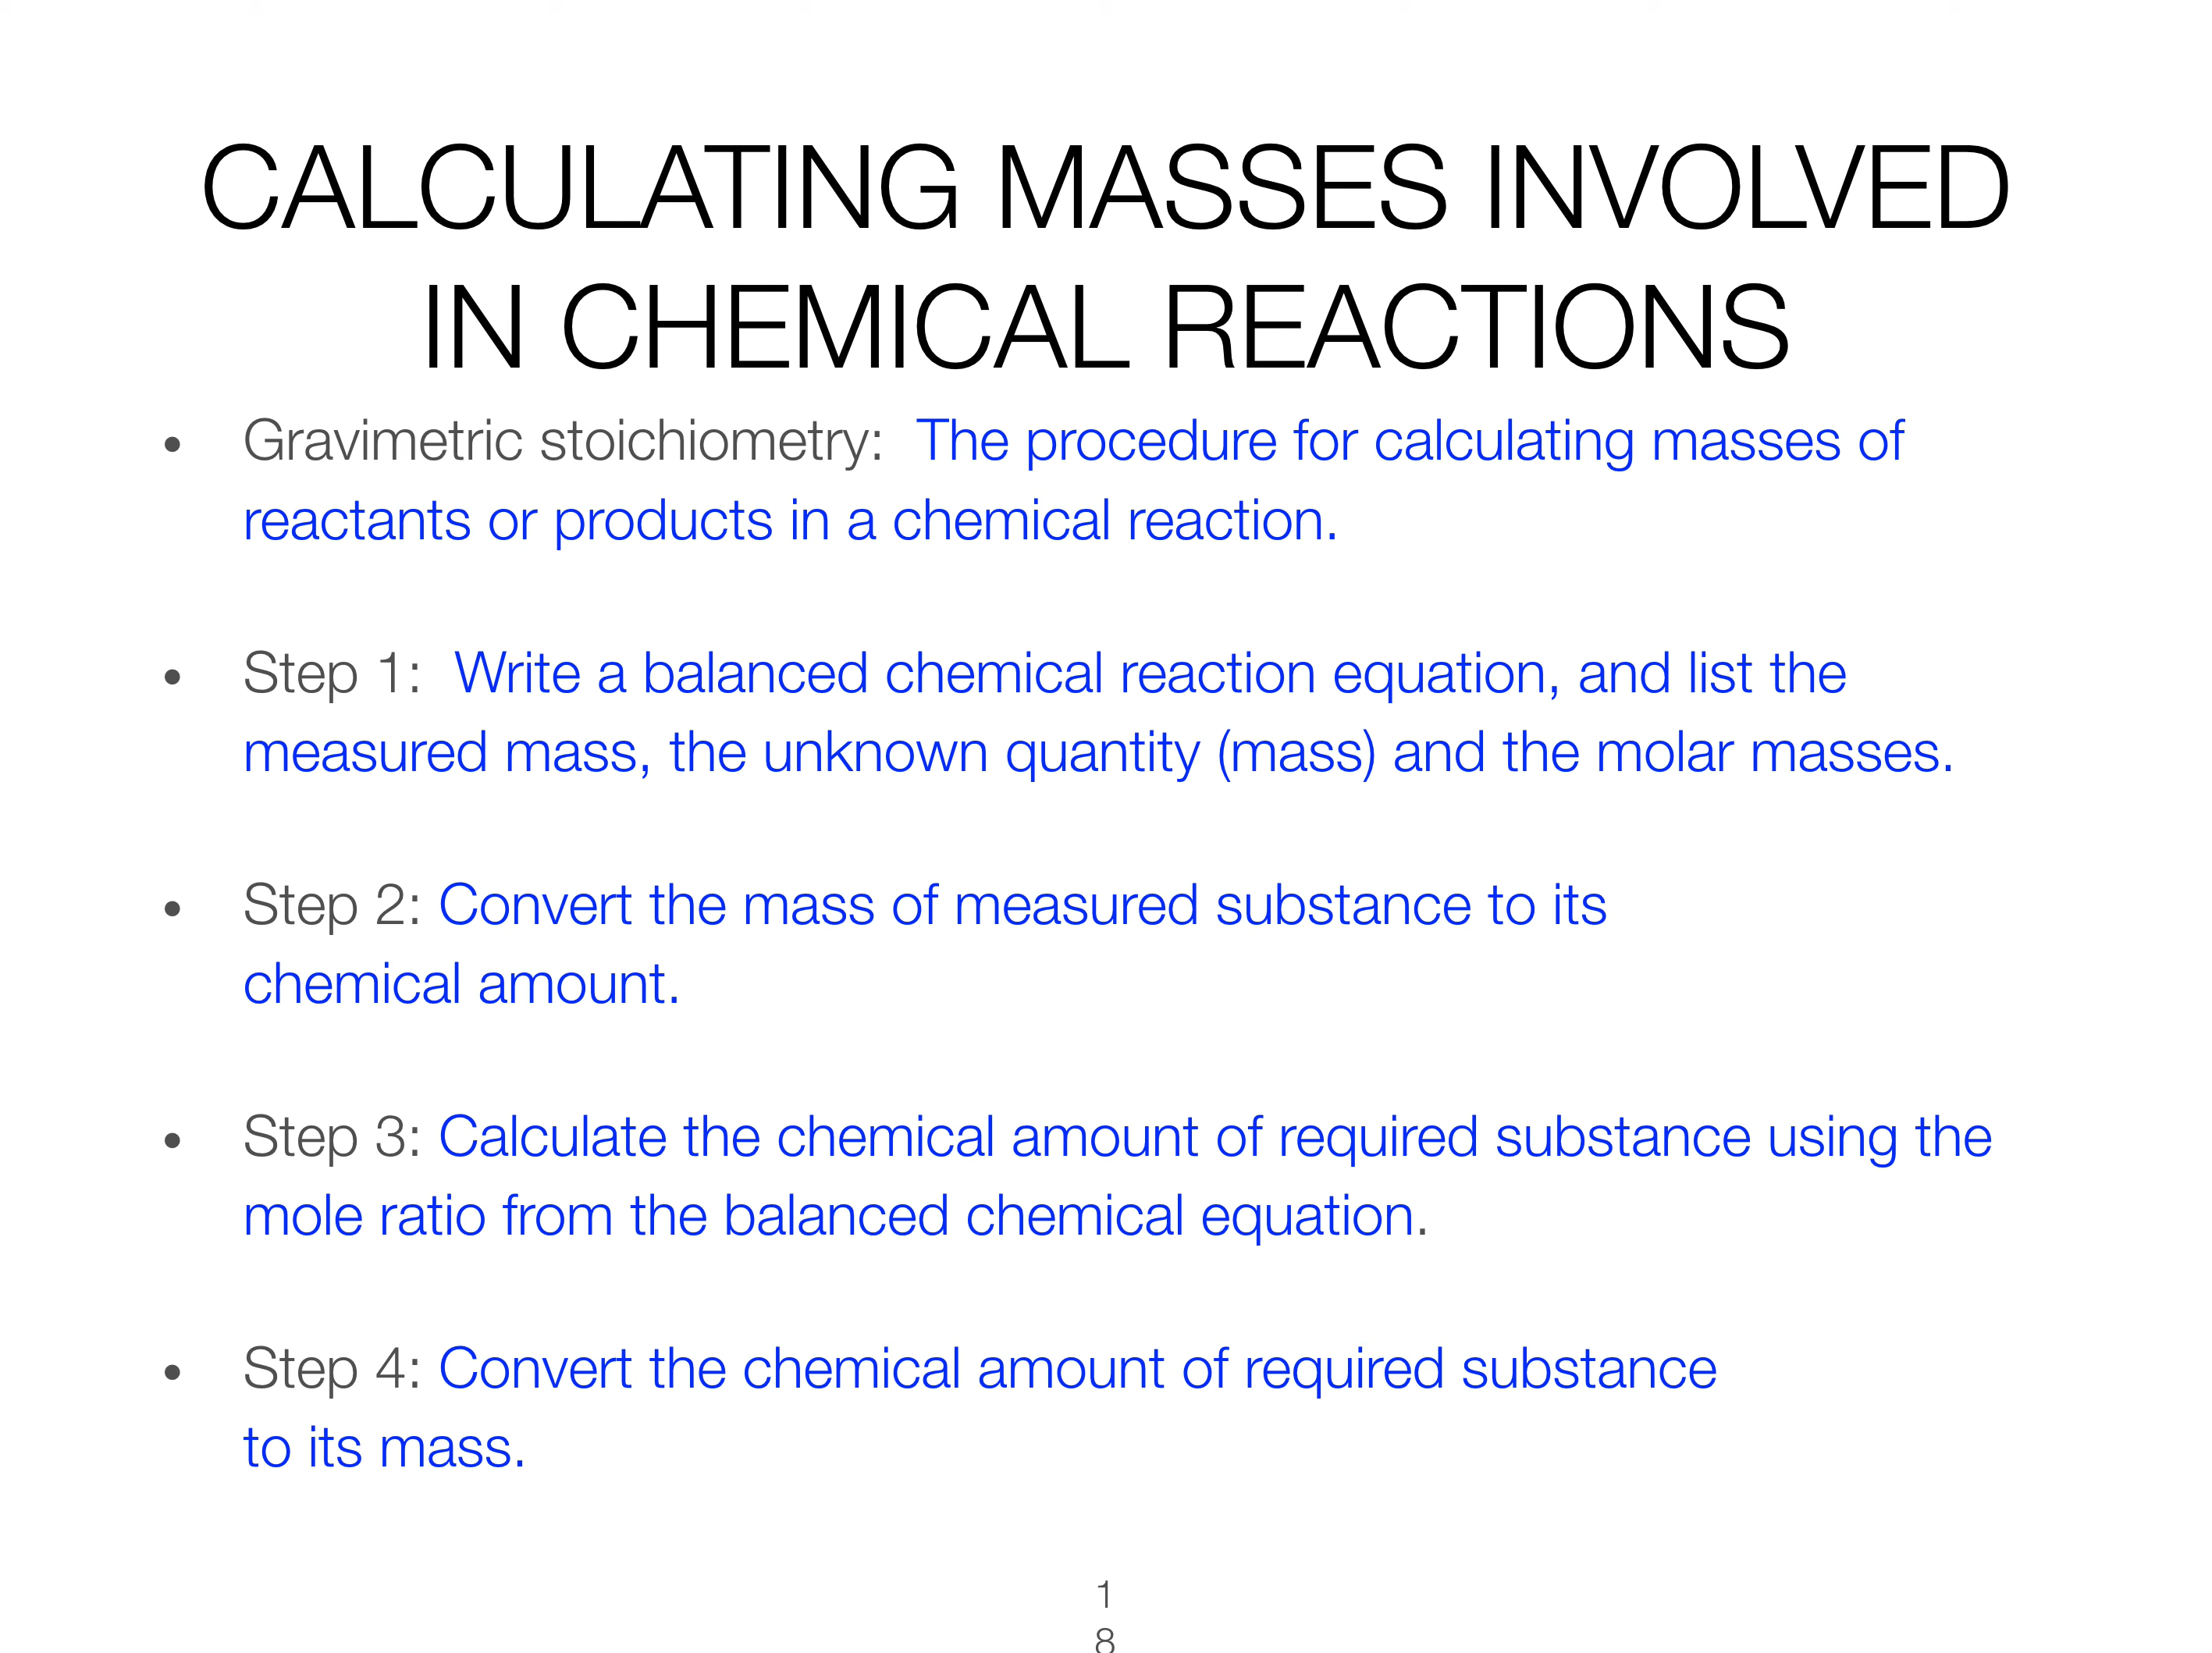 CALCULATING MASSES INVOLVED
IN CHEMICAL REACTIONS
• Gravimetric stoichiometry: The procedure for calculating masses of
reactants or products in a chemical reaction.
• Step 1: Write a balanced chemical reaction equation, and list the
measured mass, the unknown quantity (mass) and the molar masses.
• Step 2: Convert the mass of measured substance to its
chemical amount.
• Step 3: Calculate the chemical amount of required substance using the
mole ratio from the balanced chemical equation.
• Step 4: Convert the chemical amount of required substance
to its mass.
1
8